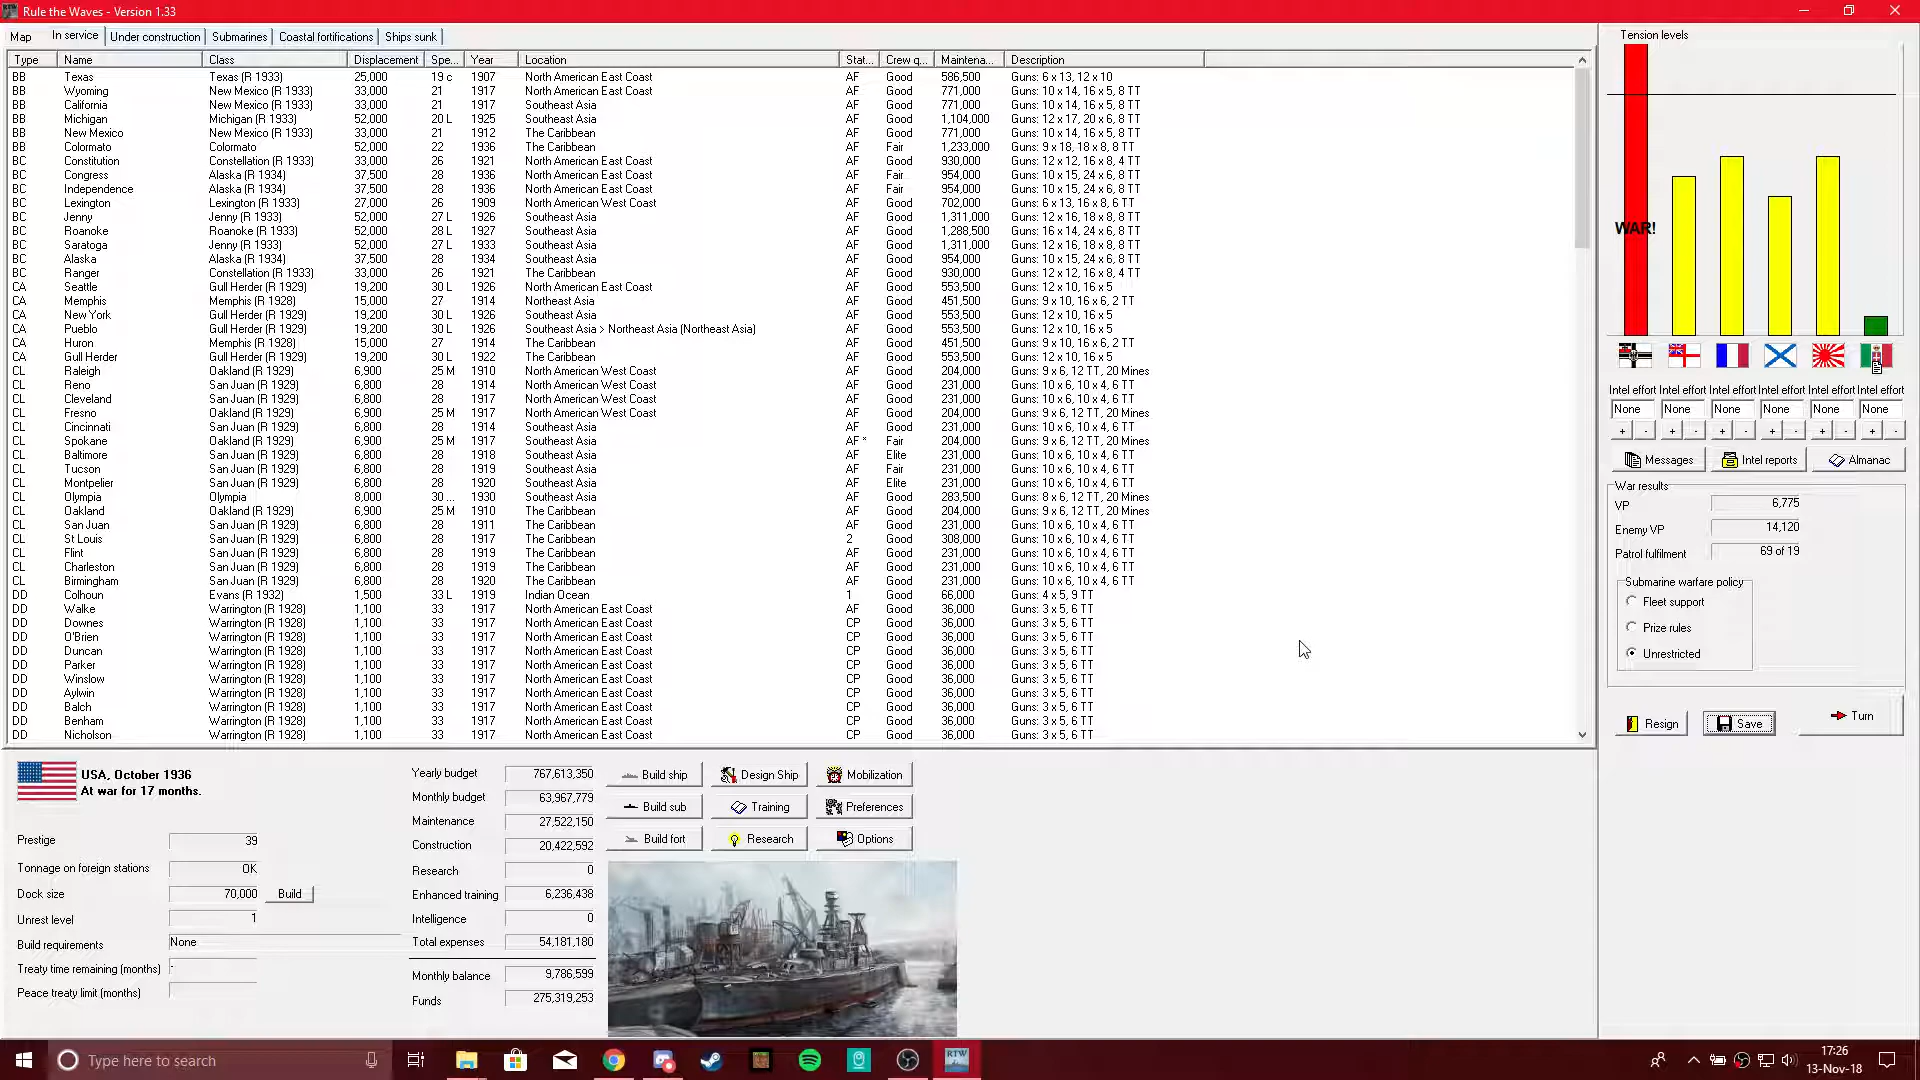 Rule the Waves - Version 1.33
Map In service Under construction Submarines Coastal fortifications Ships sunk
Type Name Class Displacement Spe... Year Location Stat... Crew q... Maintena... Description
BB Texas Texas (R 1933) 25,000 19 c 1907 North American East Coast AF Good 586,500 Guns: 6 x 13, 12 x 10
BB Wyoming New Mexico (R 1933) 33,000 21 1917 North American East Coast AF Good 771,000 Guns: 10 x 14, 16 x 5, 8 TT
BB California New Mexico (R 1933) 33,000 21 1917 Southeast Asia AF Good 771,000 Guns: 10 x 14, 16 x 5, 8 TT
BB Michigan Michigan (R 1933) 52,000 20 L 1925 Southeast Asia AF Good 1,104,000 Guns: 12 x 17, 20 x 6, 8 TT
BB New Mexico New Mexico (R 1933) 33,000 21 1912 The Caribbean AF Good 771,000 Guns: 10 x 14, 16 x 5, 8 TT
BB Colormato Colormato 52,000 22 1936 The Caribbean AF Fair 1,233,000 Guns: 9 x 18, 18 x 8, 8 TT
BC Constitution Constellation (R 1933) 33,000 26 1921 North American East Coast AF Good 930,000 Guns: 12 x 12, 16 x 8, 4 TT
BC Congress Alaska (R 1934) 37,500 28 1936 North American East Coast AF Fair 954,000 Guns: 10 x 15, 24 x 6, 8 TT
BC Independence Alaska (R 1934) 37,500 28 1936 North American East Coast AF Fair 954,000 Guns: 10 x 15, 24 x 6, 8 TT
BC Lexington Lexington (R 1933) 27,000 26 1909 North American West Coast AF Good 702,000 Guns: 6 x 13, 16 x 8, 6 TT
BC Jenny Jenny (R 1933) 52,000 27 L 1926 Southeast Asia AF Good 1,311,000 Guns: 12 x 16, 18 x 8, 8 TT
BC Roanoke Roanoke (R 1933) 52,000 28 L 1927 Southeast Asia AF Good 1,288,500 Guns: 16 x 14, 24 x 6, 8 TT
BC Saratoga Jenny (R 1933) 52,000 27 L 1933 Southeast Asia AF Good 1,311,000 Guns: 12 x 16, 18 x 8, 8 TT
BC Alaska Alaska (R 1934) 37,500 28 1934 Southeast Asia AF Good 954,000 Guns: 10 x 15, 24 x 6, 8 TT
BC Ranger Constellation (R 1933) 33,000 26 1921 The Caribbean AF Good 930,000 Guns: 12 x 12, 16 x 8, 4 TT
CA Seattle Gull Herder (R 1929) 19,200 30 L 1926 North American East Coast AF Good 553,500 Guns: 12 x 10, 16 x 5
CA Memphis Memphis (R 1928) 15,000 27 1914 Northeast Asia AF Good 451,500 Guns: 9 x 10, 16 x 6, 2 TT
CA New York Gull Herder (R 1929) 19,200 30 L 1926 Southeast Asia AF Good 553,500 Guns: 12 x 10, 16 x 5
CA Pueblo Gull Herder (R 1929) 19,200 30 L 1926 Southeast Asia > Northeast Asia (Northeast Asia) AF Good 553,500 Guns: 12 x 10, 16 x 5
CA Huron Memphis (R 1928) 15,000 27 1914 The Caribbean AF Good 451,500 Guns: 9 x 10, 16 x 6, 2 TT
CA Gull Herder Gull Herder (R 1929) 19,200 30 L 1922 The Caribbean AF Good 553,500 Guns: 12 x 10, 16 x 5
CL Raleigh Oakland (R 1929) 6,900 25 M 1910 North American West Coast AF Good 204,000 Guns: 9 x 6, 12 TT, 20 Mines
CL Reno San Juan (R 1929) 6,800 28 1914 North American West Coast AF Good 231,000 Guns: 10 x 6, 10 x 4, 6 TT
CL Cleveland San Juan (R 1929) 6,800 28 1917 North American West Coast AF Good 231,000 Guns: 10 x 6, 10 x 4, 6 TT
CL Fresno Oakland (R 1929) 6,900 25 M 1917 North American West Coast AF Good 204,000 Guns: 9 x 6, 12 TT, 20 Mines
CL Cincinnati San Juan (R 1929) 6,800 28 1914 Southeast Asia AF Good 231,000 Guns: 10 x 6, 10 x 4, 6 TT
CL Spokane Oakland (R 1929) 6,900 25 M 1917 Southeast Asia AF * Fair 204,000 Guns: 9 x 6, 12 TT, 20 Mines
CL Baltimore San Juan (R 1929) 6,800 28 1918 Southeast Asia AF Elite 231,000 Guns: 10 x 6, 10 x 4, 6 TT
CL Tucson San Juan (R 1929) 6,800 28 1919 Southeast Asia AF Fair 231,000 Guns: 10 x 6, 10 x 4, 6 TT
CL Montpelier San Juan (R 1929) 6,800 28 1919 Southeast Asia AF Elite 231,000 Guns: 10 x 6, 10 x 4, 6 TT
CL Olympia Olympia 8,000 30 ... 1930 Southeast Asia AF Good 283,500 Guns: 8 x 6, 12 TT, 20 Mines
CL Oakland Oakland (R 1929) 6,900 25 M 1910 The Caribbean AF Good 204,000 Guns: 9 x 6, 12 TT, 20 Mines
CL San Juan San Juan (R 1929) 6,800 28 1911 The Caribbean AF Good 231,000 Guns: 10 x 6, 10 x 4, 6 TT
CL St Louis San Juan (R 1929) 6,800 28 1914 The Caribbean 2 Good 308,000 Guns: 10 x 6, 10 x 4, 6 TT
CL Flint San Juan (R 1929) 6,800 28 1919 The Caribbean AF Good 231,000 Guns: 10 x 6, 10 x 4, 6 TT
CL Charleston San Juan (R 1929) 6,800 28 1919 The Caribbean AF Good 231,000 Guns: 10 x 6, 10 x 4, 6 TT
CL Birmingham San Juan (R 1929) 6,800 28 1920 The Caribbean AF Good 231,000 Guns: 10 x 6, 10 x 4, 6 TT
DD Colhoun Evans (R 1932) 1,500 33 L 1919 Indian Ocean 1 Good 66,000 Guns: 4 x 5, 9 TT
DD Walke Warrington (R 1928) 1,100 33 1917 North American East Coast AF Good 36,000 Guns: 3 x 5, 6 TT
DD Downes Warrington (R 1928) 1,100 33 1917 North American East Coast CP Good 36,000 Guns: 3 x 5, 6 TT
DD O'Brien Warrington (R 1928) 1,100 33 1917 North American East Coast CP Good 36,000 Guns: 3 x 5, 6 TT
DD Duncan Warrington (R 1928) 1,100 33 1917 North American East Coast CP Good 36,000 Guns: 3 x 5, 6 TT
DD Parker Warrington (R 1928) 1,100 33 1917 North American East Coast CP Good 36,000 Guns: 3 x 5, 6 TT
DD Winslow Warrington (R 1928) 1,100 33 1917 North American East Coast CP Good 36,000 Guns: 3 x 5, 6 TT
DD Aylwin Warrington (R 1928) 1,100 33 1917 North American East Coast CP Good 36,000 Guns: 3 x 5, 6 TT
DD Balch Warrington (R 1928) 1,100 33 1917 North American East Coast CP Good 36,000 Guns: 3 x 5, 6 TT
DD Benham Warrington (R 1928) 1,100 33 1917 North American East Coast CP Good 36,000 Guns: 3 x 5, 6 TT
DD Nicholson Warrington (R 1928) 1,100 33 1917 North American East Coast CP Good 36,000 Guns: 3 x 5, 6 TT
Tension levels
WAR!
Intel effort Intel effort Intel effort Intel effort Intel effort Intel effort
None None None None None None
+ - + - + - + - + - + -
Messages Intel reports Almanac
War results
VP 6,775
Enemy VP 14,120
Patrol fulfilment 69 of 19
Submarine warfare policy
Fleet support
Prize rules
Unrestricted
Resign Save Turn
USA, October 1936
At war for 17 months.
Prestige 39
Tonnage on foreign stations OK
Dock size 70,000 Build
Unrest level 1
Build requirements None
Treaty time remaining (months) -
Peace treaty limit (months)
Yearly budget 767,613,350
Monthly budget 63,967,779
Maintenance 27,522,150
Construction 20,422,592
Research 0
Enhanced training 6,236,438
Intelligence 0
Total expenses 54,181,180
Monthly balance 9,786,599
Funds 275,319,253
Build ship Design Ship Mobilization
Build sub Training Preferences
Build fort Research Options
Type here to search
RTW
17:26
13-Nov-18